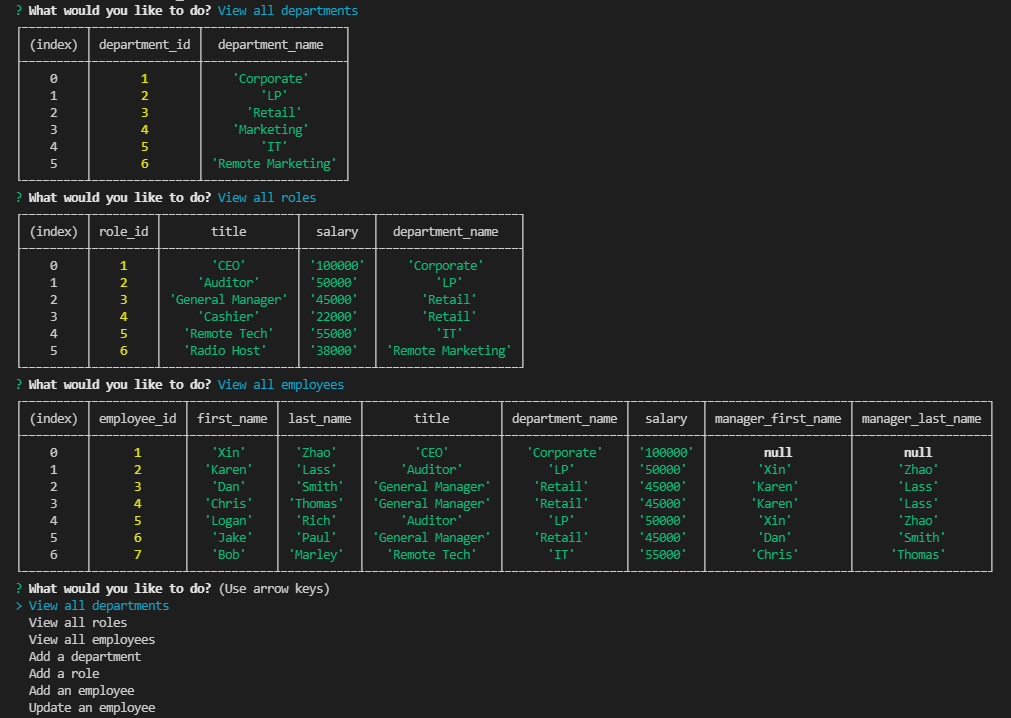 ? What would you like to do? View all departments
(index) department_id department_name
0 1 'Corporate'
1 2 'LP'
2 3 'Retail'
3 4 'Marketing'
4 5 'IT'
5 6 'Remote Marketing'
? What would you like to do? View all roles
(index) role_id title salary department_name
0 1 'CEO' '100000' 'Corporate'
1 2 'Auditor' '50000' 'LP'
2 3 'General Manager' '45000' 'Retail'
3 4 'Cashier' '22000' 'Retail'
4 5 'Remote Tech' '55000' 'IT'
5 6 'Radio Host' '38000' 'Remote Marketing'
? What would you like to do? View all employees
(index) employee_id first_name last_name title department_name salary manager_first_name manager_last_name
0 1 'Xin' 'Zhao' 'CEO' 'Corporate' '100000' null null
1 2 'Karen' 'Lass' 'Auditor' 'LP' '50000' 'Xin' 'Zhao'
2 3 'Dan' 'Smith' 'General Manager' 'Retail' '45000' 'Karen' 'Lass'
3 4 'Chris' 'Thomas' 'General Manager' 'Retail' '45000' 'Karen' 'Lass'
4 5 'Logan' 'Rich' 'Auditor' 'LP' '50000' 'Xin' 'Zhao'
5 6 'Jake' 'Paul' 'General Manager' 'Retail' '45000' 'Dan' 'Smith'
6 7 'Bob' 'Marley' 'Remote Tech' 'IT' '55000' 'Chris' 'Thomas'
? What would you like to do? (Use arrow keys)
> View all departments
View all roles
View all employees
Add a department
Add a role
Add an employee
Update an employee